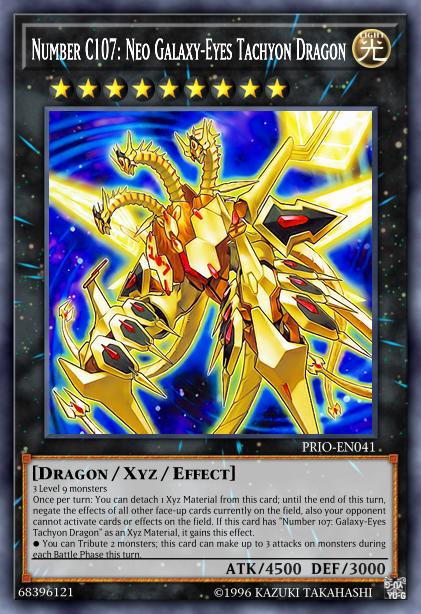 NUMBER C107: NEO GALAXY-EYES TACHYON DRAGON
LIGHT
光
PRIO-EN041
[DRAGON / XYZ / EFFECT]
3 Level 9 monsters
Once per turn: You can detach 1 Xyz Material from this card; until the end of this turn,
negate the effects of all other face-up cards currently on the field, also your opponent
cannot activate cards or effects on the field. If this card has "Number 107: Galaxy-Eyes
Tachyon Dragon" as an Xyz Material, it gains this effect.
● You can Tribute 2 monsters; this card can make up to 3 attacks on monsters during
each Battle Phase this turn.
ATK/4500 DEF/3000
68396121
©1996 KAZUKI TAKAHASHI